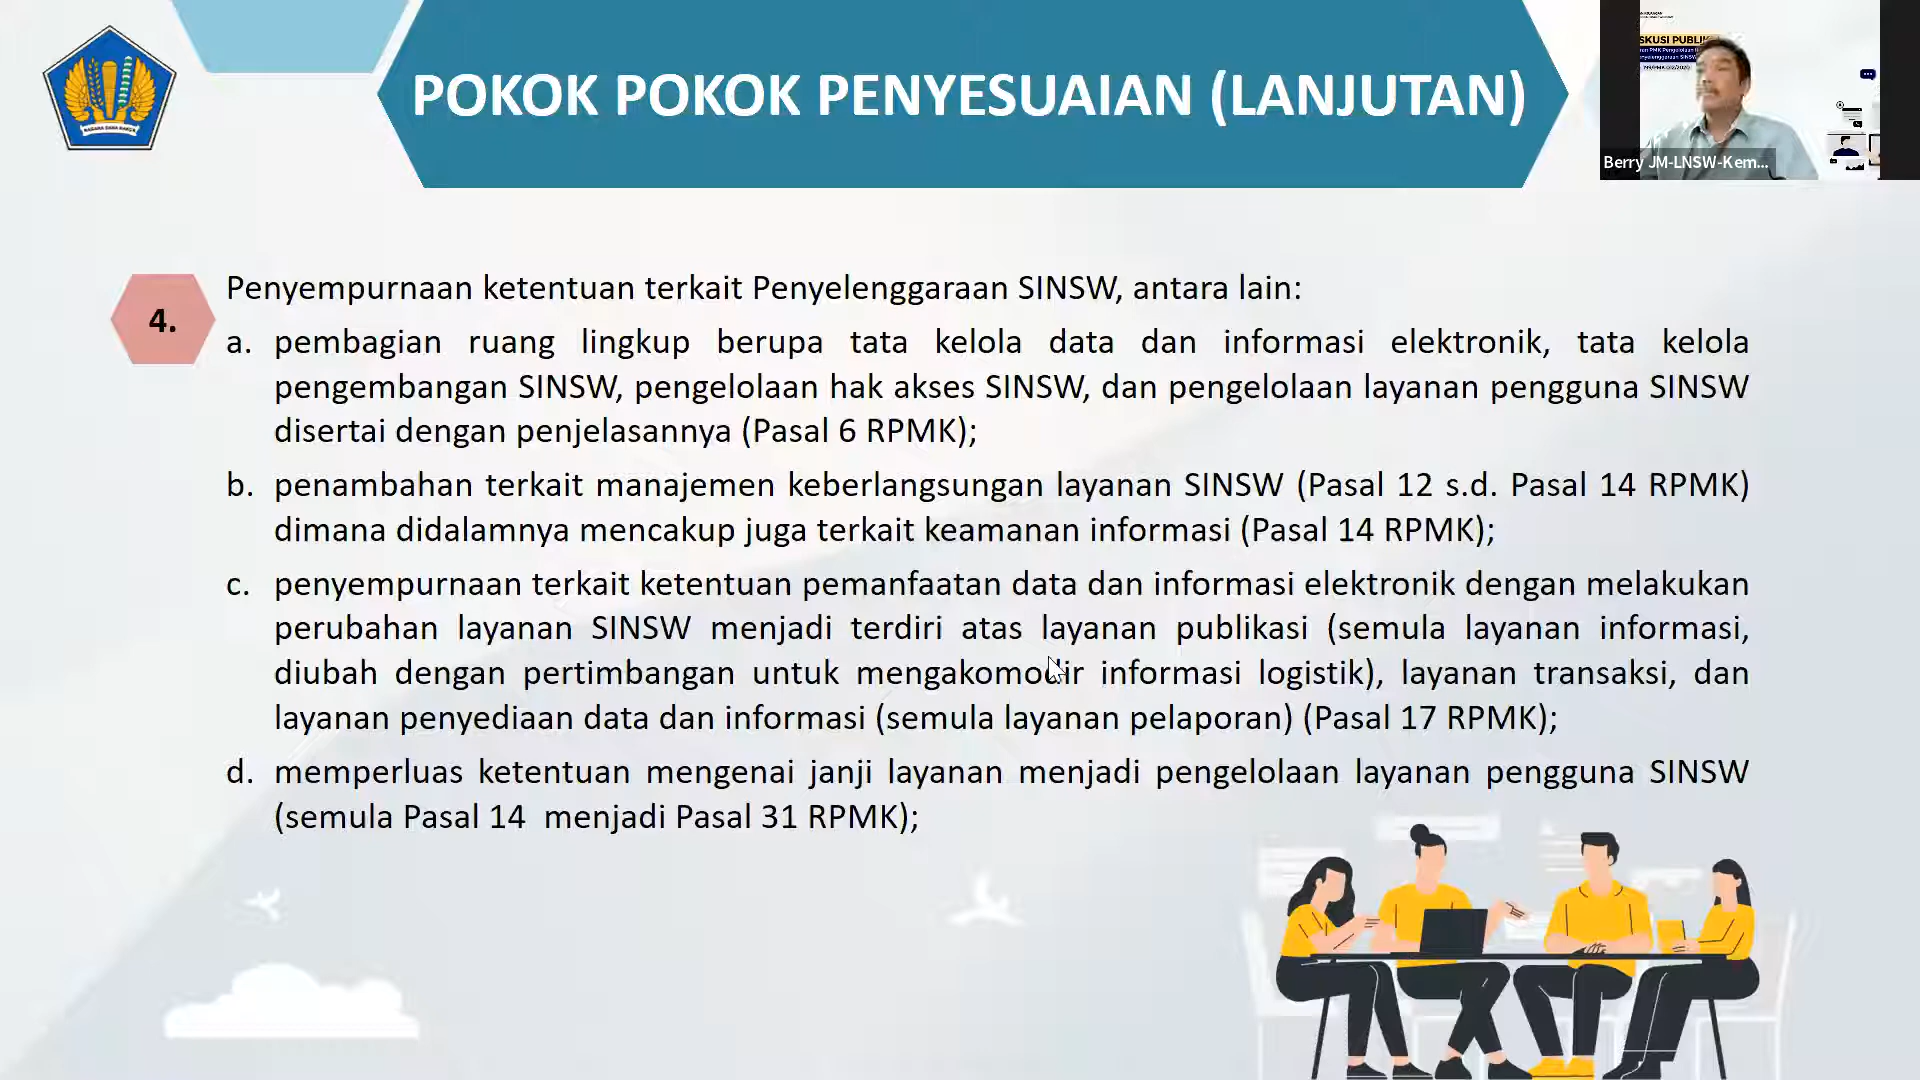 POKOK POKOK PENYESUAIAN (LANJUTAN)
NAGARA DANA RAKCA
SKUSI PUBLIK
Berry JM-LNSW-Kem...
4.
Penyempurnaan ketentuan terkait Penyelenggaraan SINSW, antara lain:
a. pembagian ruang lingkup berupa tata kelola data dan informasi elektronik, tata kelola
pengembangan SINSW, pengelolaan hak akses SINSW, dan pengelolaan layanan pengguna SINSW
disertai dengan penjelasannya (Pasal 6 RPMK);
b. penambahan terkait manajemen keberlangsungan layanan SINSW (Pasal 12 s.d. Pasal 14 RPMK)
dimana didalamnya mencakup juga terkait keamanan informasi (Pasal 14 RPMK);
c. penyempurnaan terkait ketentuan pemanfaatan data dan informasi elektronik dengan melakukan
perubahan layanan SINSW menjadi terdiri atas layanan publikasi (semula layanan informasi,
diubah dengan pertimbangan untuk mengakomodir informasi logistik), layanan transaksi, dan
layanan penyediaan data dan informasi (semula layanan pelaporan) (Pasal 17 RPMK);
d. memperluas ketentuan mengenai janji layanan menjadi pengelolaan layanan pengguna SINSW
(semula Pasal 14 menjadi Pasal 31 RPMK);